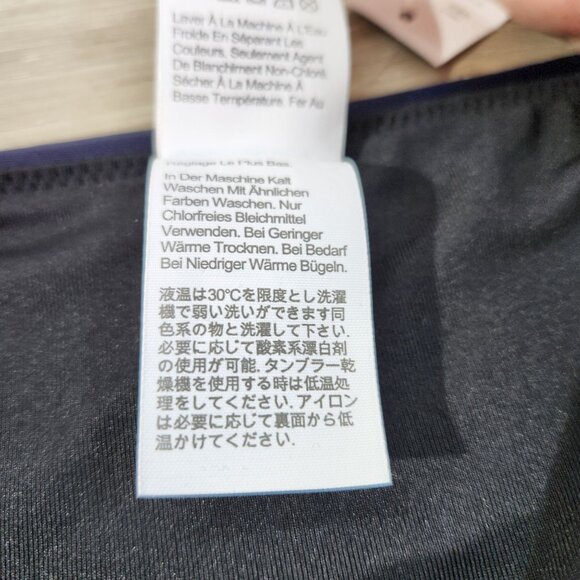 Laver À La Machine À L'Eau
Froide En Séparant Les
Couleurs. Seulement Agent
De Blanchiment Non-Chloré.
Sécher À La Machine À
Basse Température. Fer Au
Réglage Le Plus Bas.
In Der Maschine Kalt
Waschen Mit Ähnlichen
Farben Waschen. Nur
Chlorfreies Bleichmittel
Verwenden. Bei Geringer
Wärme Trocknen. Bei Bedarf
Bei Niedriger Wärme Bügeln.
液温は30℃を限度とし洗濯
機で弱い洗いができます同
色系の物と洗濯して下さい.
必要に応じて酸素系漂白剤
の使用が可能. タンブラー乾
燥機を使用する時は低温処
理をしてください. アイロン
は必要に応じて裏面から低
温かけてください.